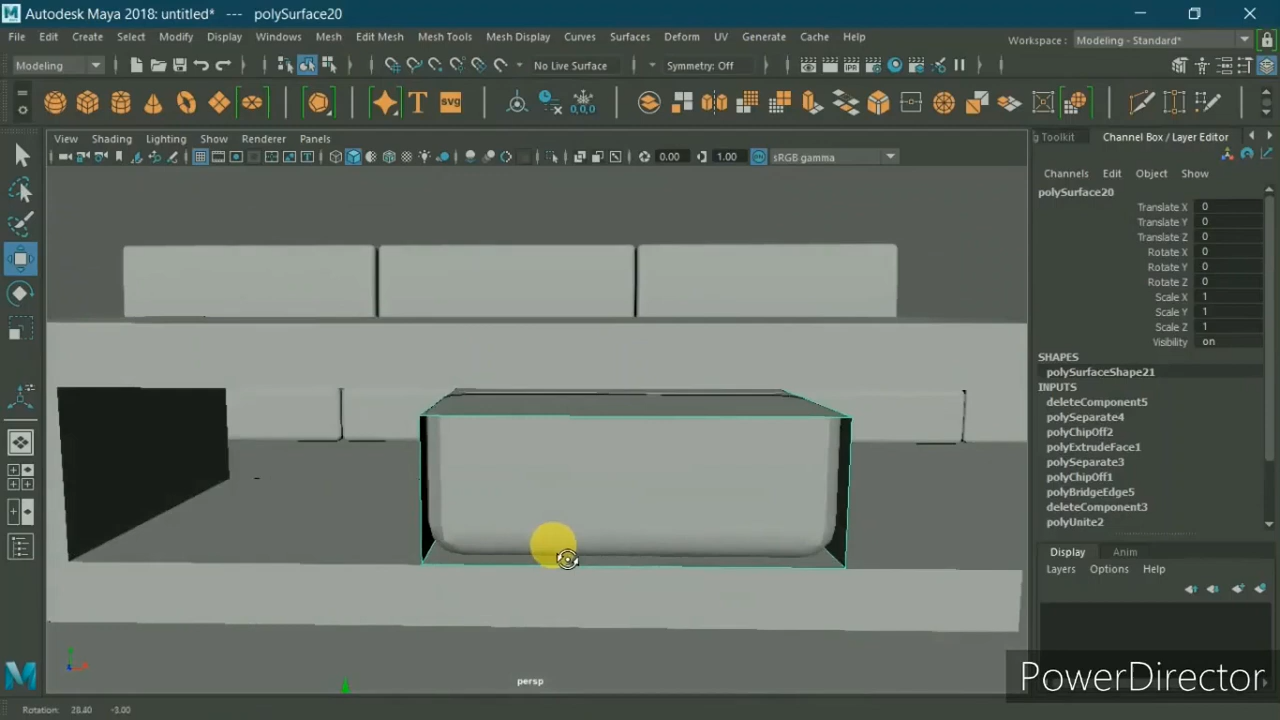 Autodesk Maya 2018: untitled* --- polySurface20
File Edit Create Select Modify Display Windows Mesh Edit Mesh Mesh Tools Mesh Display Curves Surfaces Deform UV Generate Cache Help
Workspace : Modeling - Standard*
Modeling No Live Surface Symmetry: Off
SVG
0,0,0
View Shading Lighting Show Renderer Panels
Toolkit Channel Box / Layer Editor
0.00 1.00 sRGB gamma
Channels Edit Object Show
polySurface20
Translate X 0
Translate Y 0
Translate Z 0
Rotate X 0
Rotate Y 0
Rotate Z 0
Scale X 1
Scale Y 1
Scale Z 1
Visibility on
SHAPES
polySurfaceShape21
INPUTS
deleteComponent5
polySeparate4
polyChipOff2
polyExtrudeFace1
polySeparate3
polyChipOff1
polyBridgeEdge5
deleteComponent3
polyUnite2
Display Anim
Layers Options Help
persp
PowerDirector
Rotation: 28.40 -3.00